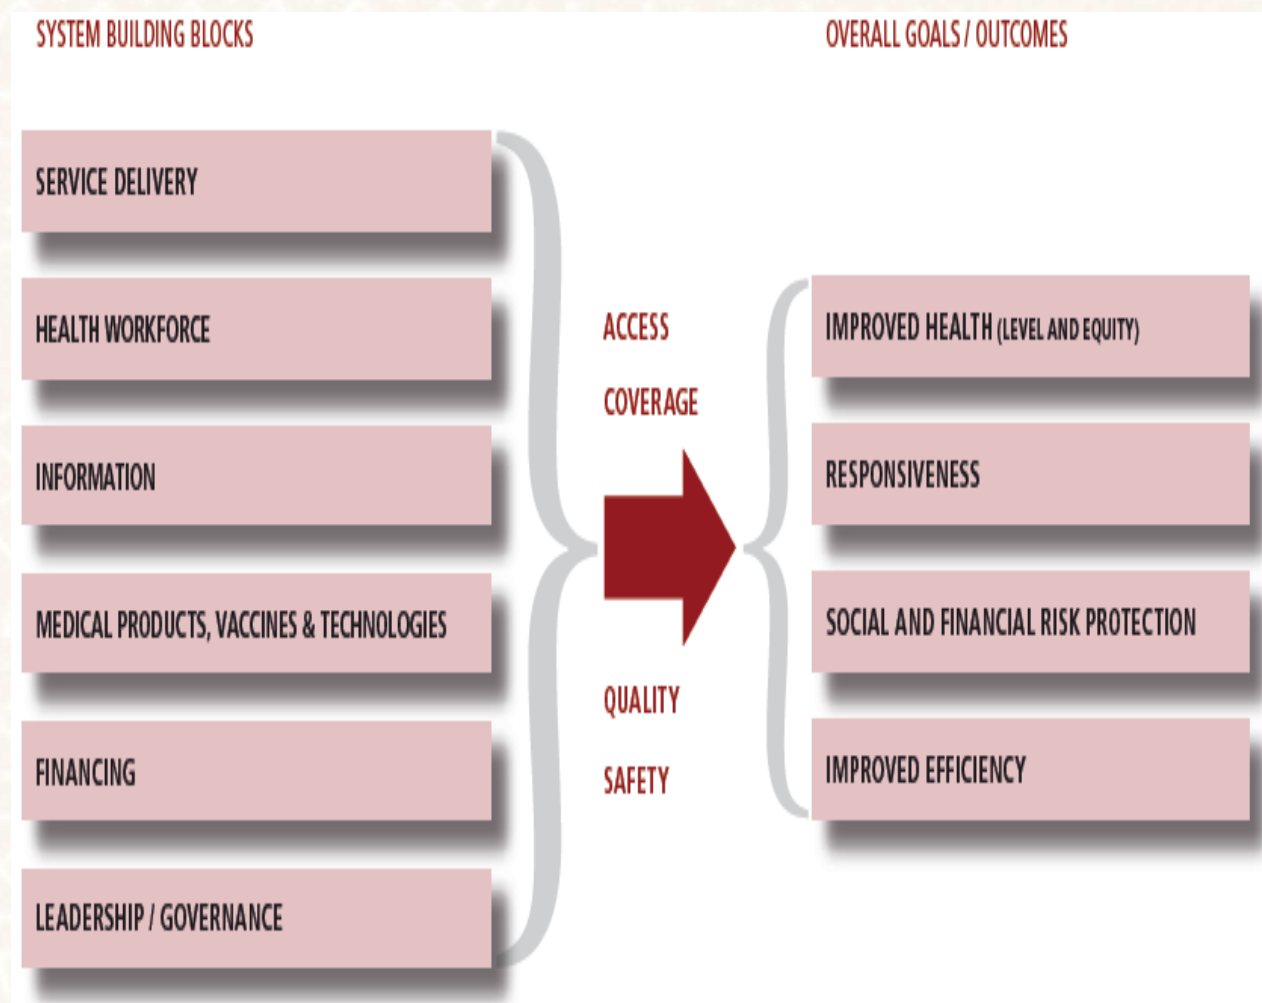 SYSTEM BUILDING BLOCKS
SERVICE DELIVERY
HEALTH WORKFORCE
INFORMATION
MEDICAL PRODUCTS, VACCINES & TECHNOLOGIES
FINANCING
LEADERSHIP / GOVERNANCE
ACCESS
COVERAGE
QUALITY
SAFETY
OVERALL GOALS / OUTCOMES
IMPROVED HEALTH (LEVEL AND EQUITY)
RESPONSIVENESS
SOCIAL AND FINANCIAL RISK PROTECTION
IMPROVED EFFICIENCY